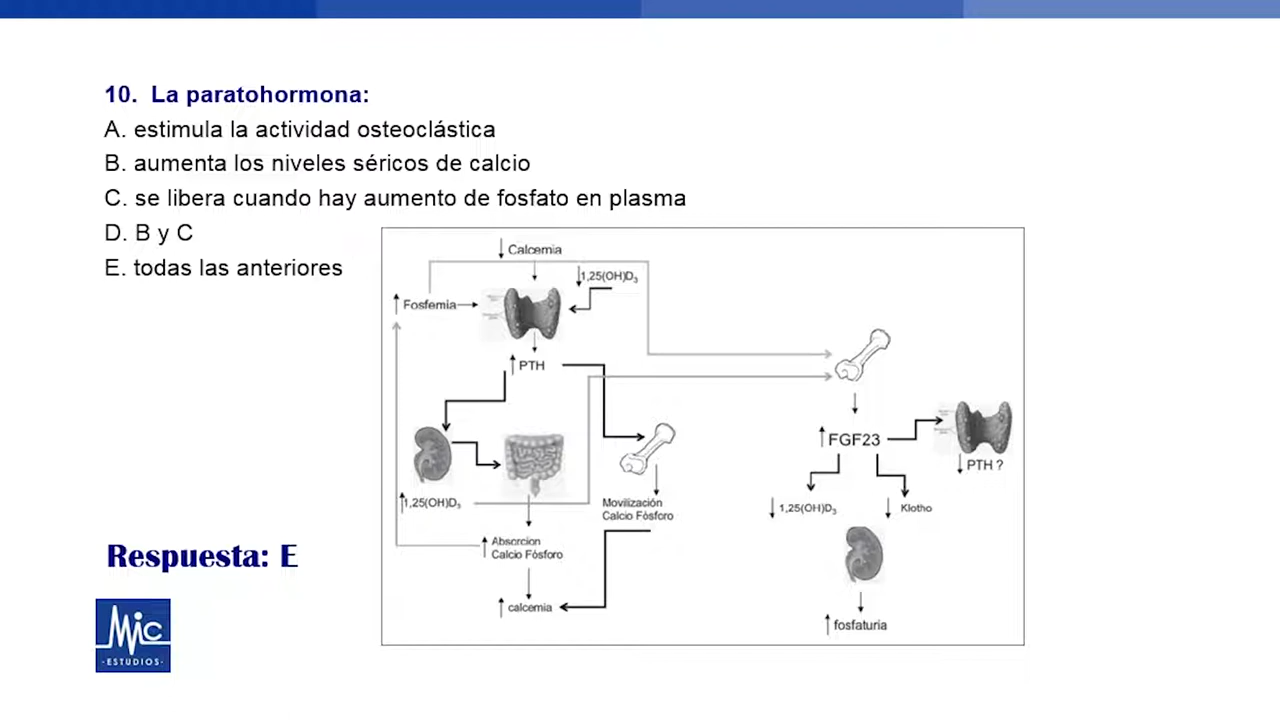 10. La paratohormona:
A. estimula la actividad osteoclástica
B. aumenta los niveles séricos de calcio
C. se libera cuando hay aumento de fosfato en plasma
D. B y C
E. todas las anteriores
↓ Calcemia
↓1,25(OH)D₃
↑ Fosfemia
↑ PTH
↑1,25(OH)D₃
Movilización
Calcio Fósforo
↑ Absorcion
Calcio Fósforo
↑ calcemia
↑ FGF23
↓ PTH ?
↓ 1,25(OH)D₃
↓ Klotho
↑ fosfaturia
Respuesta: E
MIC
·ESTUDIOS·